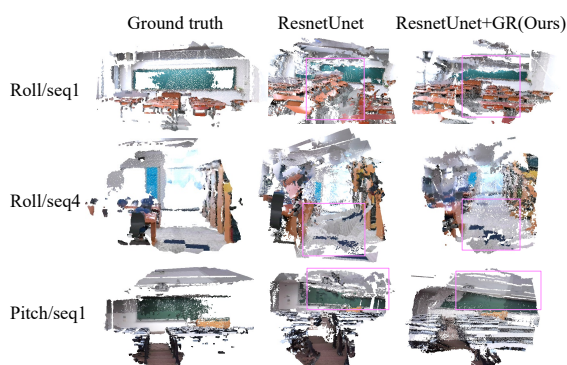 Ground truth ResnetUnet ResnetUnet+GR(Ours)
Roll/seq1
Roll/seq4
Pitch/seq1